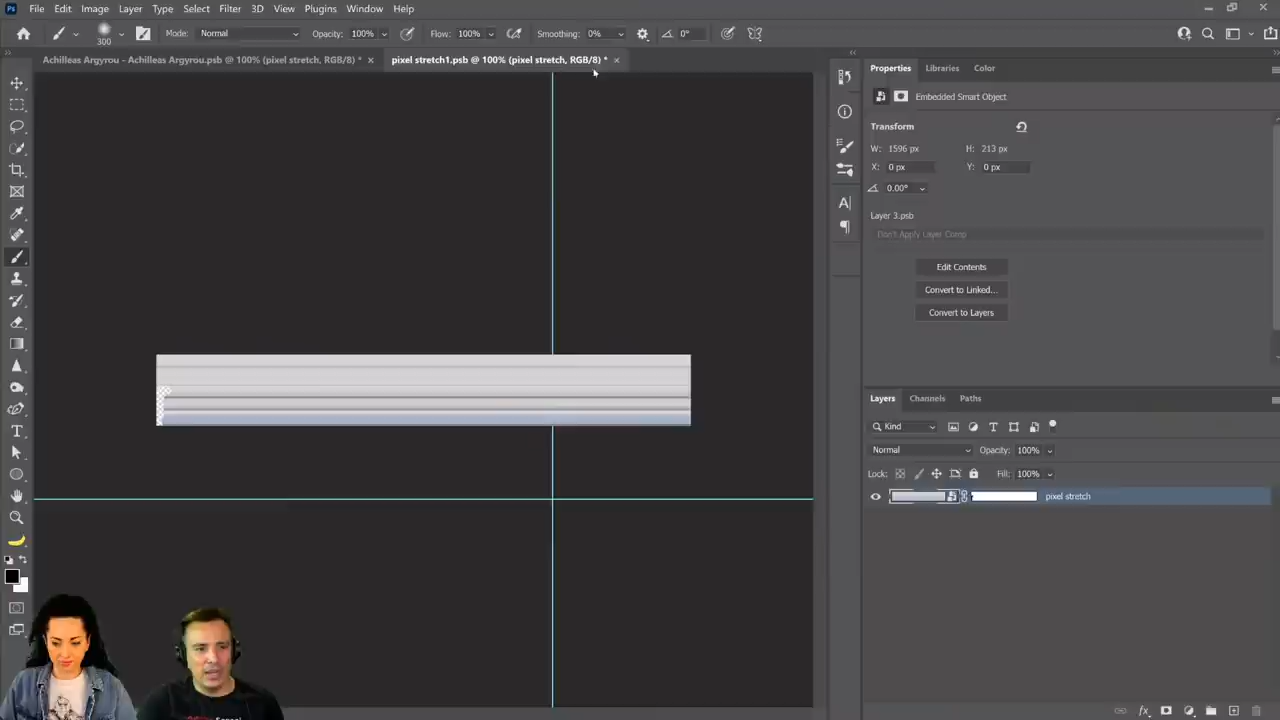 Ps File Edit Image Layer Type Select Filter 3D View Plugins Window Help
300 Mode: Normal Opacity: 100% Flow: 100% Smoothing: 0% 0°
Achilleas Argyrou - Achilleas Argyrou.psb @ 100% (pixel stretch, RGB/8) * × pixel stretch1.psb @ 100% (pixel stretch, RGB/8) * ×
Properties Libraries Color
Embedded Smart Object
Transform
W: 1596 px H: 213 px
X: 0 px Y: 0 px
0.00°
Layer 3.psb
Don't Apply Layer Comp
Edit Contents
Convert to Linked...
Convert to Layers
Layers Channels Paths
Kind
Normal Opacity: 100%
Lock: Fill: 100%
pixel stretch